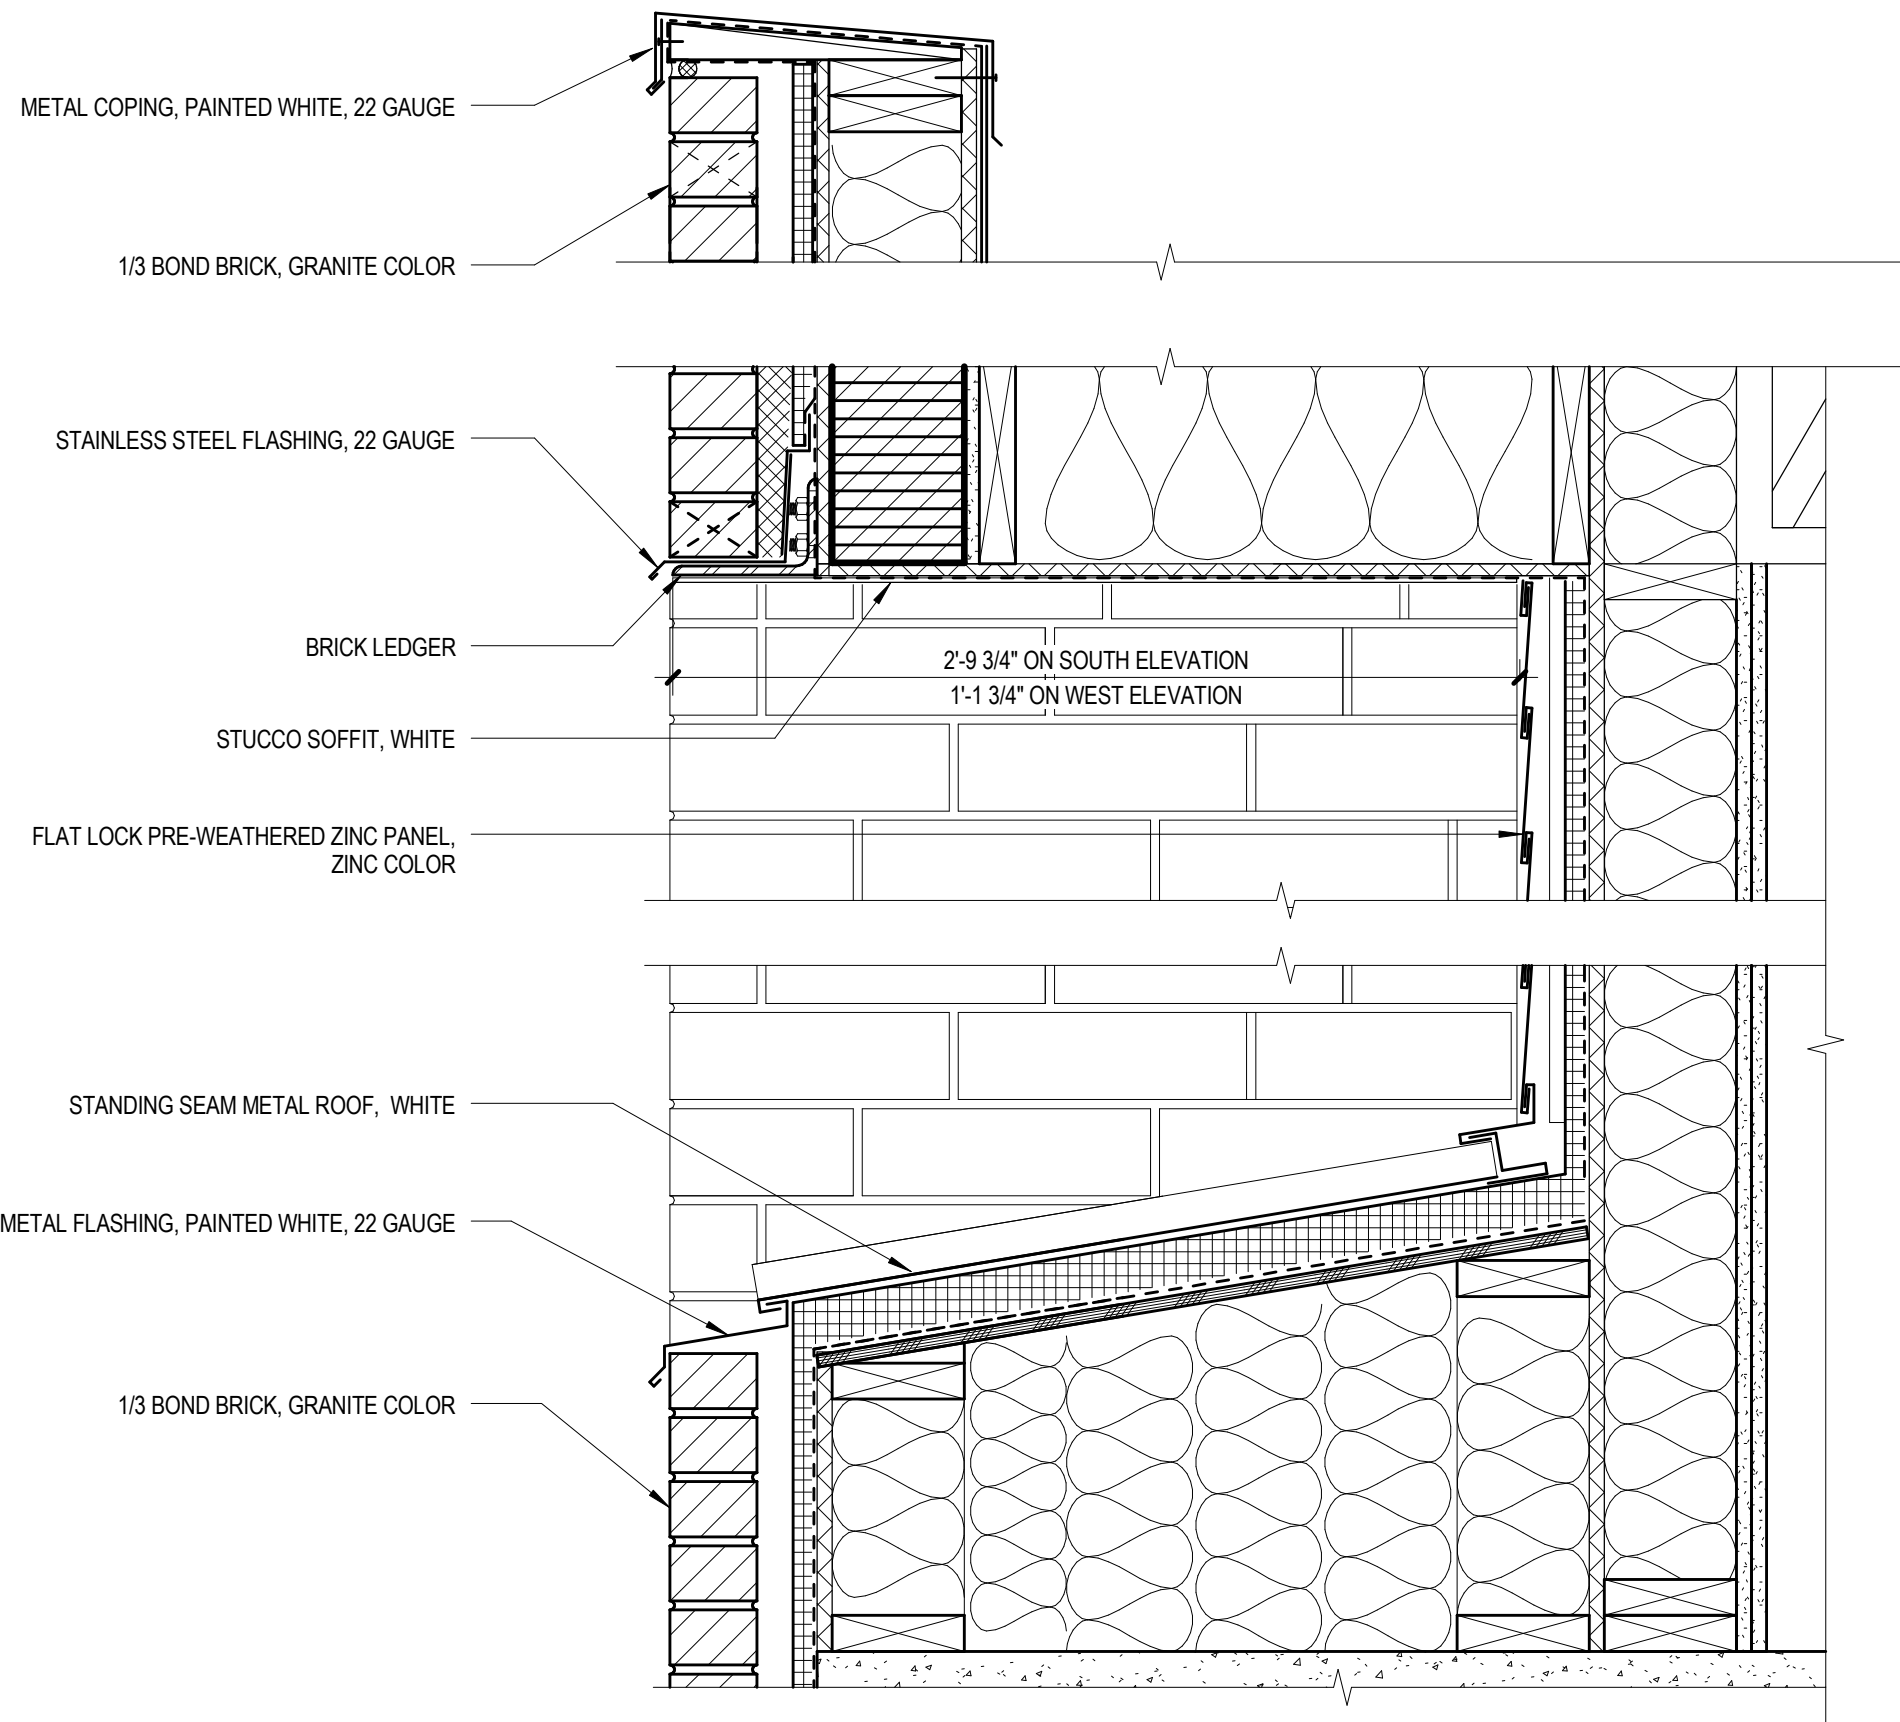 METAL COPING, PAINTED WHITE, 22 GAUGE
1/3 BOND BRICK, GRANITE COLOR
STAINLESS STEEL FLASHING, 22 GAUGE
BRICK LEDGER
2'-9 3/4" ON SOUTH ELEVATION
1'-1 3/4" ON WEST ELEVATION
STUCCO SOFFIT, WHITE
FLAT LOCK PRE-WEATHERED ZINC PANEL,
ZINC COLOR
STANDING SEAM METAL ROOF, WHITE
METAL FLASHING, PAINTED WHITE, 22 GAUGE
1/3 BOND BRICK, GRANITE COLOR